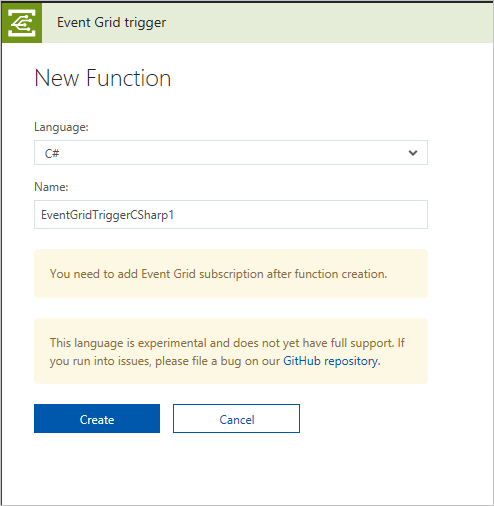 Event Grid trigger
New Function
Language:
C#
Name:
EventGridTriggerCSharp1
You need to add Event Grid subscription after function creation.
This language is experimental and does not yet have full support. If
you run into issues, please file a bug on our GitHub repository.
Create
Cancel